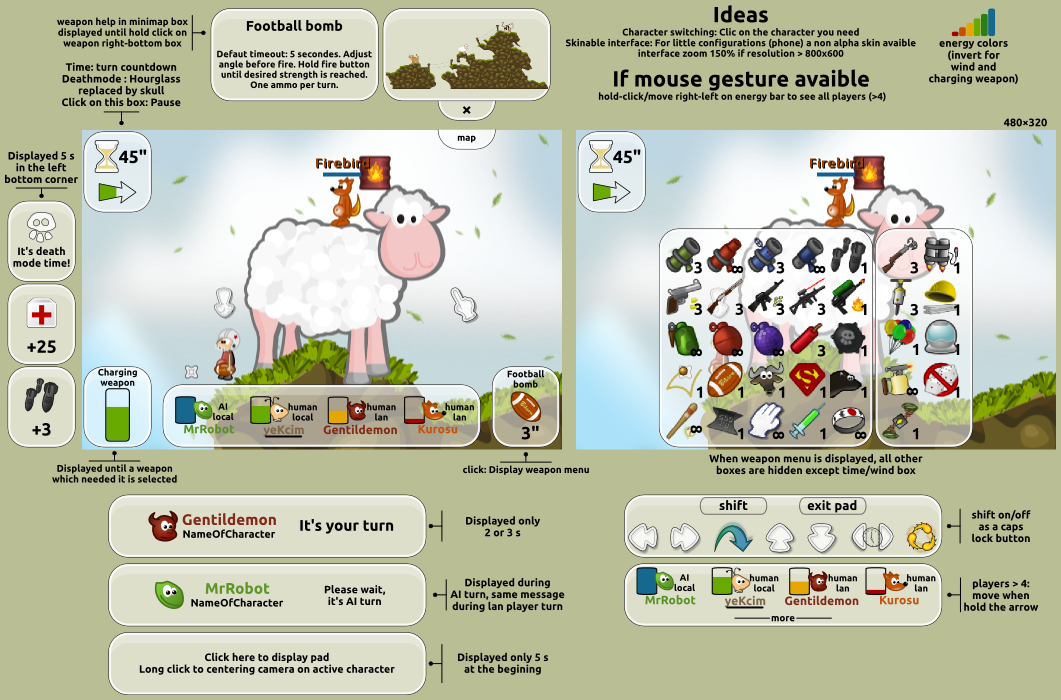 weapon help in minimap box
displayed until hold click on
weapon right-bottom box
Time: turn countdown
Deathmode : Hourglass
replaced by skull
Click on this box: Pause
Football bomb
Defaut timeout: 5 secondes. Adjust
angle before fire. Hold fire button
until desired strength is reached.
One ammo per turn.
×
map
Ideas
Character switching: Clic on the character you need
Skinable interface: For little configurations (phone) a non alpha skin avaible
interface zoom 150% if resolution > 800x600
If mouse gesture avaible
hold-click/move right-left on energy bar to see all players (>4)
energy colors
(invert for
wind and
charging weapon)
480×320
Displayed 5 s
in the left
bottom corner
It's death
mode time!
+25
+3
45"
Firebird
Charging
weapon
AI
local
MrRobot
human
local
yeKcim
human
lan
Gentildemon
human
lan
Kurosu
Football
bomb
3"
45"
Firebird
3
∞
3
∞
1
3
1
3
3
3
3
1
3
1
∞
∞
∞
3
1
1
1
1
∞
1
1
1
∞
1
∞
1
∞
1
1
∞
1
Displayed until a weapon
which needed it is selected
click: Display weapon menu
When weapon menu is displayed, all other
boxes are hidden except time/wind box
Gentildemon
NameOfCharacter
It's your turn
Displayed only
2 or 3 s
MrRobot
NameOfCharacter
Please wait,
it's AI turn
Displayed during
AI turn, same message
during lan player turn
Click here to display pad
Long click to centering camera on active character
Displayed only 5 s
at the begining
shift
exit pad
shift on/off
as a caps
lock button
AI
local
MrRobot
human
local
yeKcim
human
lan
Gentildemon
human
lan
Kurosu
more
players > 4:
move when
hold the arrow